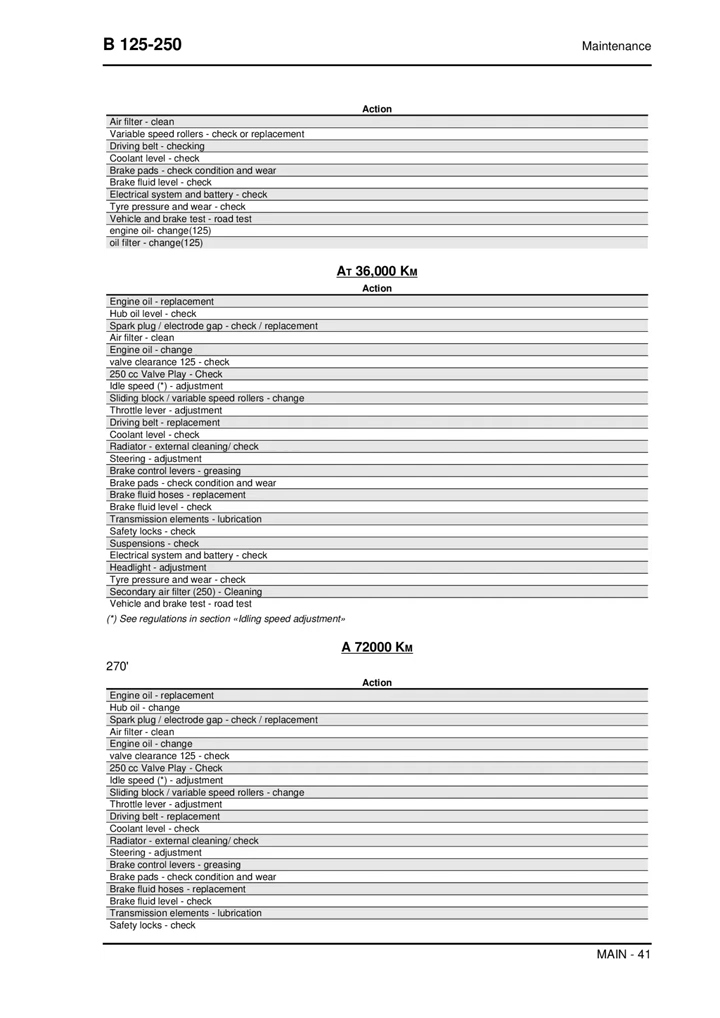 B 125-250
Maintenance
Action
Air filter - clean
Variable speed rollers - check or replacement
Driving belt - checking
Coolant level - check
Brake pads - check condition and wear
Brake fluid level - check
Electrical system and battery - check
Tyre pressure and wear - check
Vehicle and brake test - road test
engine oil- change(125)
oil filter - change(125)
AT 36,000 KM
Action
Engine oil - replacement
Hub oil level - check
Spark plug / electrode gap - check / replacement
Air filter - clean
Engine oil - change
valve clearance 125 - check
250 cc Valve Play - Check
Idle speed (*) - adjustment
Sliding block / variable speed rollers - change
Throttle lever - adjustment
Driving belt - replacement
Coolant level - check
Radiator - external cleaning/ check
Steering - adjustment
Brake control levers - greasing
Brake pads - check condition and wear
Brake fluid hoses - replacement
Brake fluid level - check
Transmission elements - lubrication
Safety locks - check
Suspensions - check
Electrical system and battery - check
Headlight - adjustment
Tyre pressure and wear - check
Secondary air filter (250) - Cleaning
Vehicle and brake test - road test
(*) See regulations in section «Idling speed adjustment»
A 72000 KM
270'
Action
Engine oil - replacement
Hub oil - change
Spark plug / electrode gap - check / replacement
Air filter - clean
Engine oil - change
valve clearance 125 - check
250 cc Valve Play - Check
Idle speed (*) - adjustment
Sliding block / variable speed rollers - change
Throttle lever - adjustment
Driving belt - replacement
Coolant level - check
Radiator - external cleaning/ check
Steering - adjustment
Brake control levers - greasing
Brake pads - check condition and wear
Brake fluid hoses - replacement
Brake fluid level - check
Transmission elements - lubrication
Safety locks - check
MAIN - 41